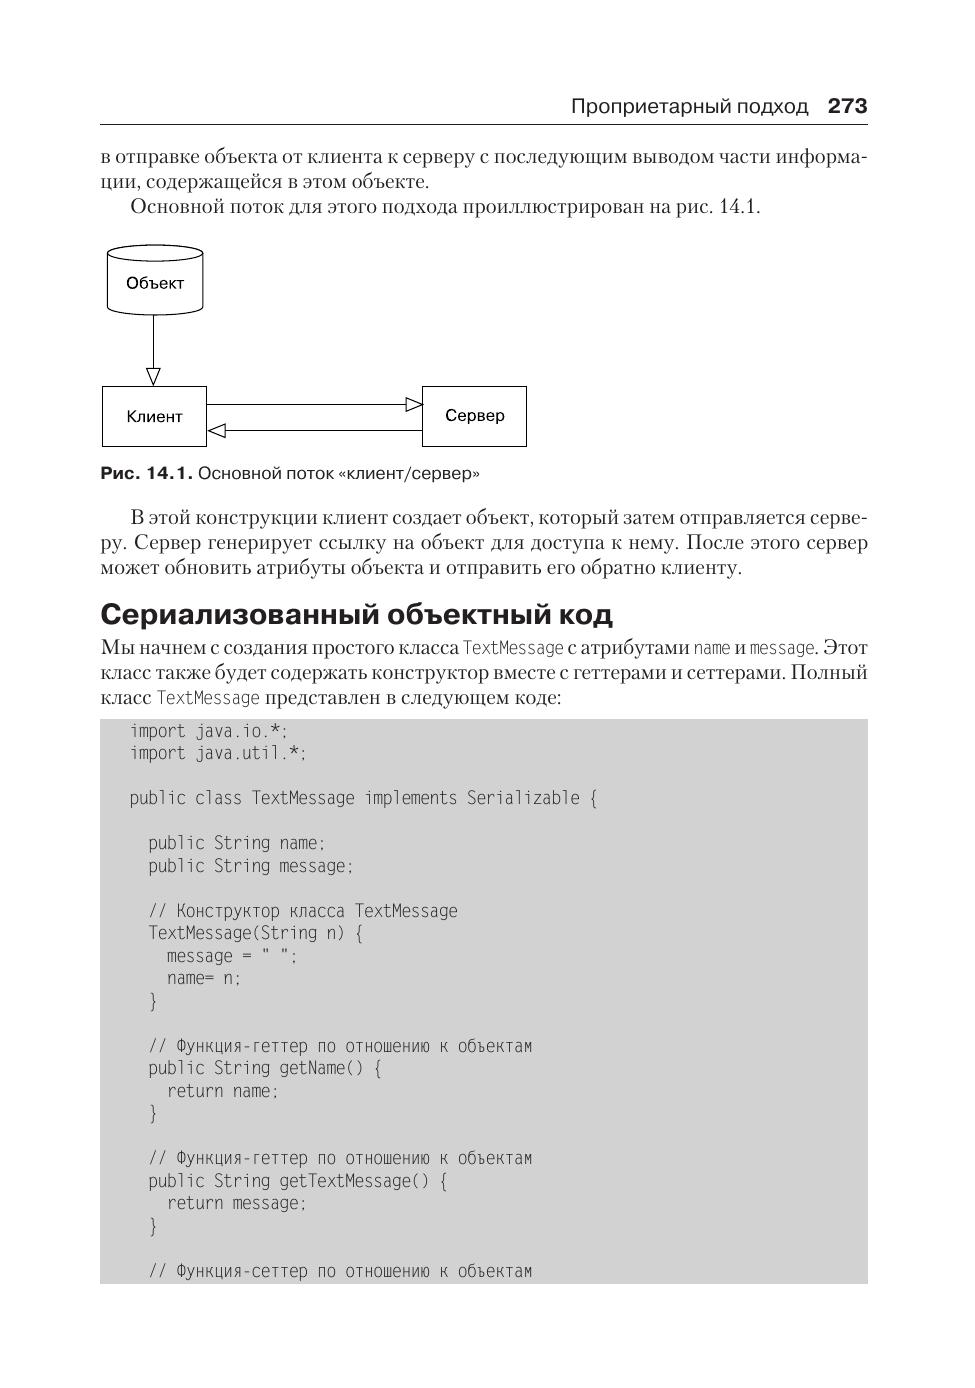 Проприетарный подход 273
в отправке объекта от клиента к серверу с последующим выводом части информа-
ции, содержащейся в этом объекте.
Основной поток для этого подхода проиллюстрирован на рис. 14.1.
Объект
Клиент
Сервер
Рис. 14.1. Основной поток «клиент/сервер»
В этой конструкции клиент создает объект, который затем отправляется серве-
ру. Сервер генерирует ссылку на объект для доступа к нему. После этого сервер
может обновить атрибуты объекта и отправить его обратно клиенту.
Сериализованный объектный код
Мы начнем с создания простого класса TextMessage с атрибутами name и message. Этот
класс также будет содержать конструктор вместе с геттерами и сеттерами. Полный
класс TextMessage представлен в следующем коде:
import java.io.*;
import java.util.*;
public class TextMessage implements Serializable {
public String name;
public String message;
// Конструктор класса TextMessage
TextMessage(String n) {
message = " ";
name= n;
}
// Функция-геттер по отношению к объектам
public String getName() {
return name;
}
// Функция-геттер по отношению к объектам
public String getTextMessage() {
return message;
}
// Функция-сеттер по отношению к объектам